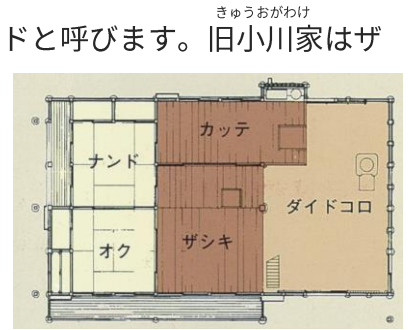 きゅうおがわけ
ドと呼びます。旧小川家はザ
カッテ
ナンド
ダイドコロ
オク
ザシキ